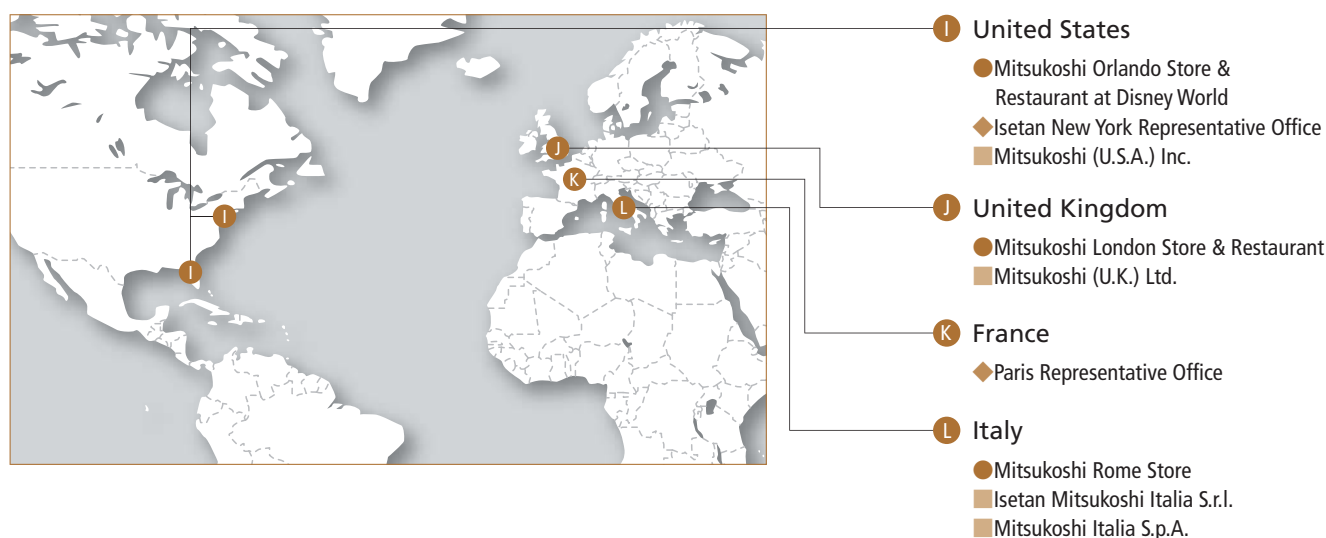 I United States
●Mitsukoshi Orlando Store &
Restaurant at Disney World
◆Isetan New York Representative Office
■Mitsukoshi (U.S.A.) Inc.
J
J United Kingdom
K
L
●Mitsukoshi London Store & Restaurant
I
■Mitsukoshi (U.K.) Ltd.
I
K France
◆Paris Representative Office
L Italy
●Mitsukoshi Rome Store
■Isetan Mitsukoshi Italia S.r.l.
■Mitsukoshi Italia S.p.A.